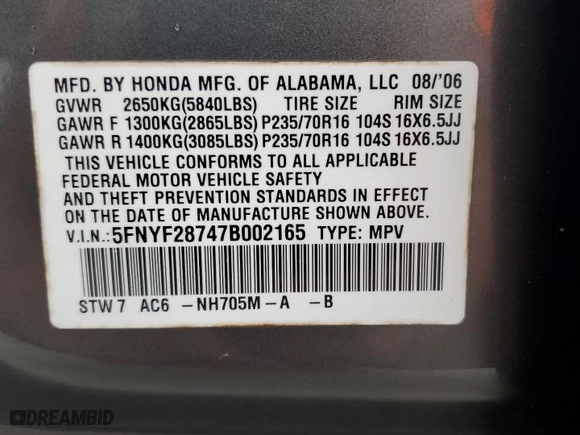 MFD. BY HONDA MFG. OF ALABAMA, LLC 08/'06
GVWR 2650KG(5840LBS) TIRE SIZE RIM SIZE
GAWR F 1300KG(2865LBS) P235/70R16 104S 16X6.5JJ
GAWR R 1400KG(3085LBS) P235/70R16 104S 16X6.5JJ
THIS VEHICLE CONFORMS TO ALL APPLICABLE
FEDERAL MOTOR VEHICLE SAFETY
AND THEFT PREVENTION STANDARDS IN EFFECT
ON THE DATE OF MANUFACTURE SHOWN ABOVE.
V.I.N.: 5FNYF28747B002165 TYPE: MPV
STW7 AC6 -NH705M-A -B
DREAMBID